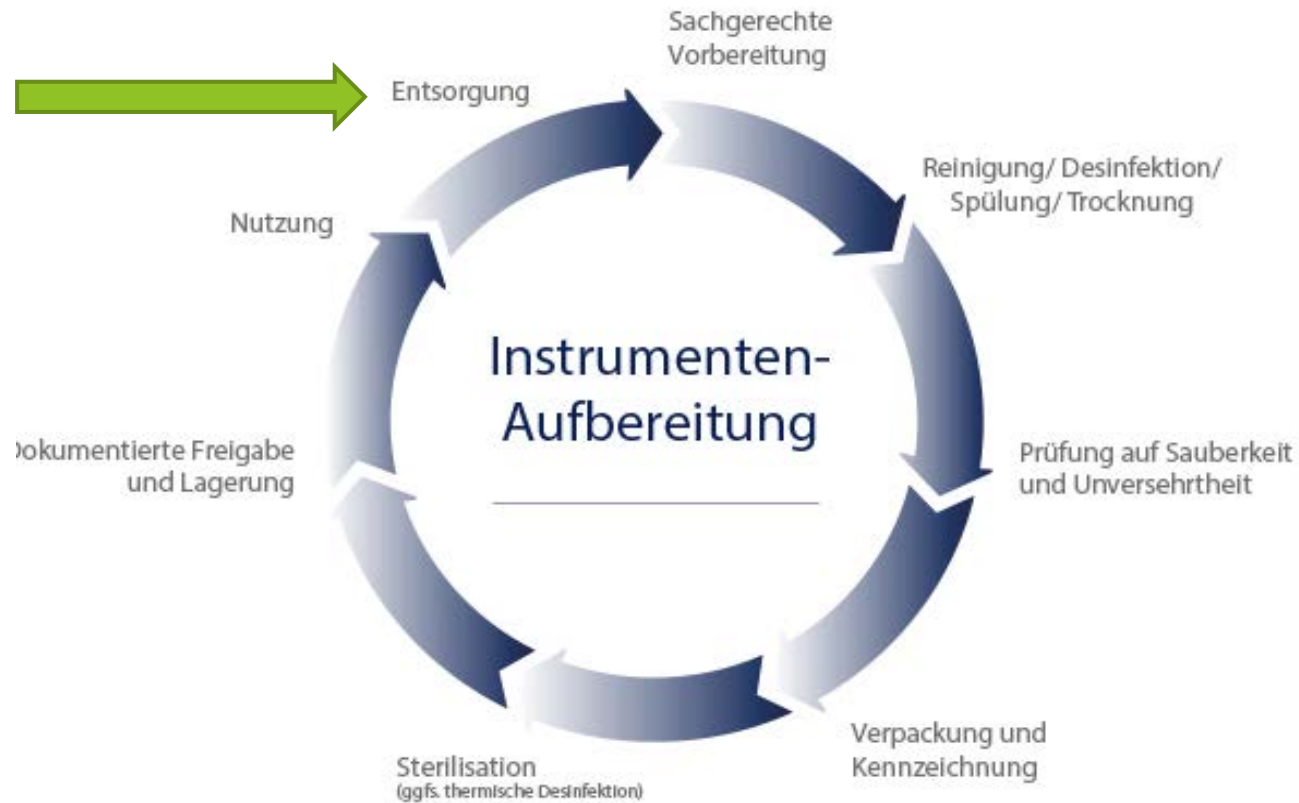 Sachgerechte
Vorbereitung
Entsorgung
Reinigung/ Desinfektion/
Spülung/ Trocknung
Nutzung
Instrumenten-
Aufbereitung
Dokumentierte Freigabe
und Lagerung
Prüfung auf Sauberkeit
und Unversehrtheit
Verpackung und
Kennzeichnung
Sterilisation
(ggfs. thermische Desinfektion)